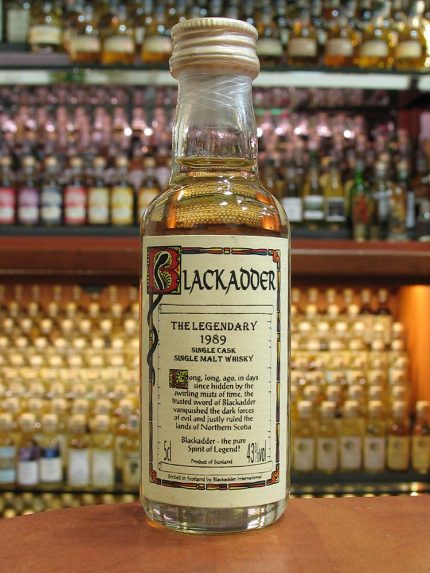 BLACKADDER
THE LEGENDARY
1989
SINGLE CASK
SINGLE MALT WHISKY
Long, long, ago, in days
since hidden by the
swirling mists of time, the
trusted sword of Blackadder
vanquished the dark forces
of evil and justly ruled the
lands of Northern Scotia
Blackadder - the pure
Spirit of Legend!
5cl 43%vol
Product of Scotland
Bottled in Scotland by Blackadder International